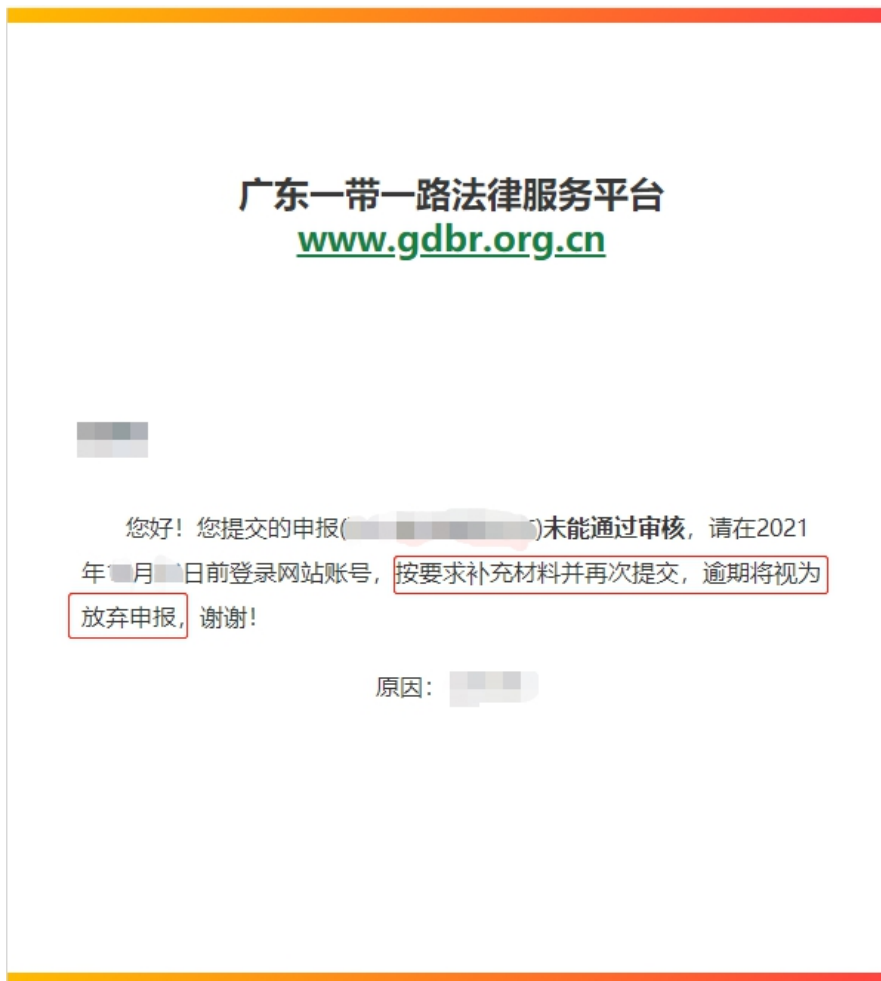 广东一带一路法律服务平台
www.gdbr.org.cn
您好！您提交的申报( )未能通过审核，请在2021
年 月 日前登录网站账号，按要求补充材料并再次提交，逾期将视为
放弃申报，谢谢！
原因：